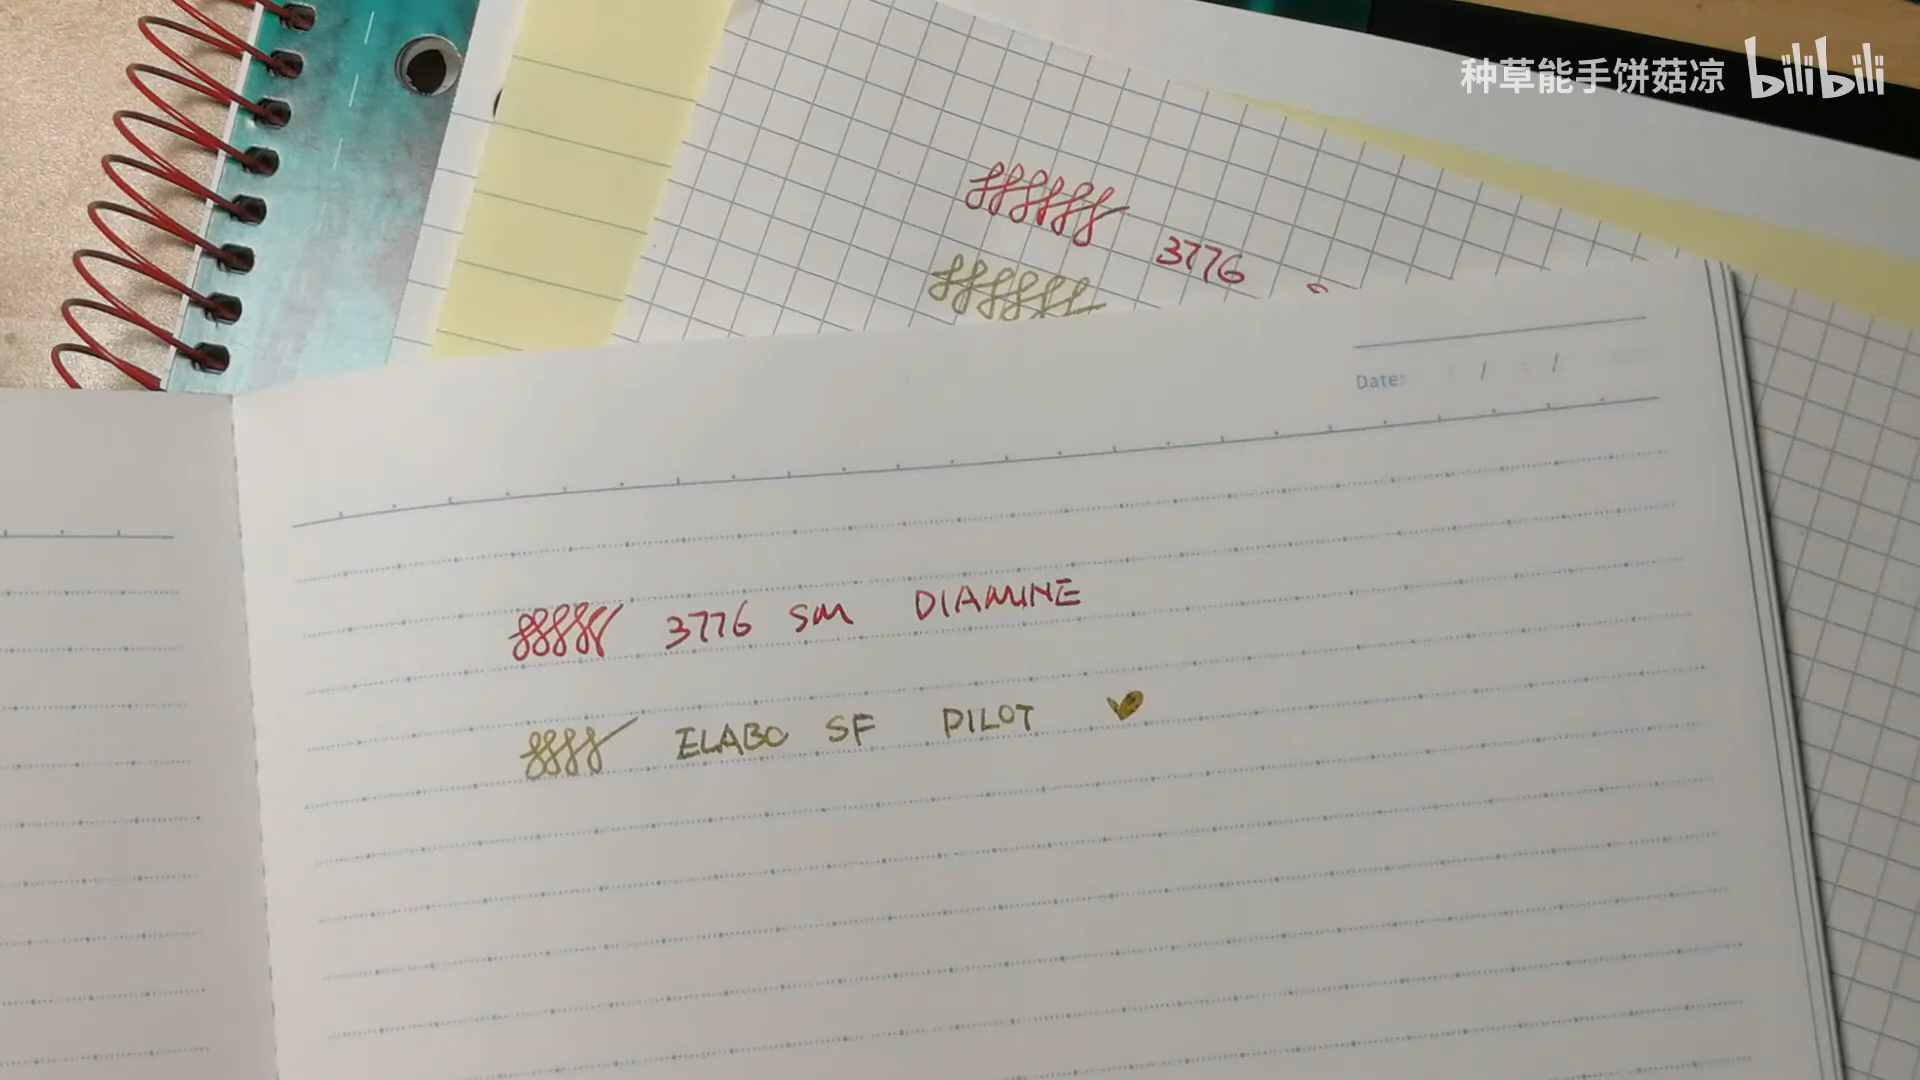 种草能手饼菇凉 bilibili
3776 S
Date: / /
3776 SM DIAMINE
ELABO SF PILOT